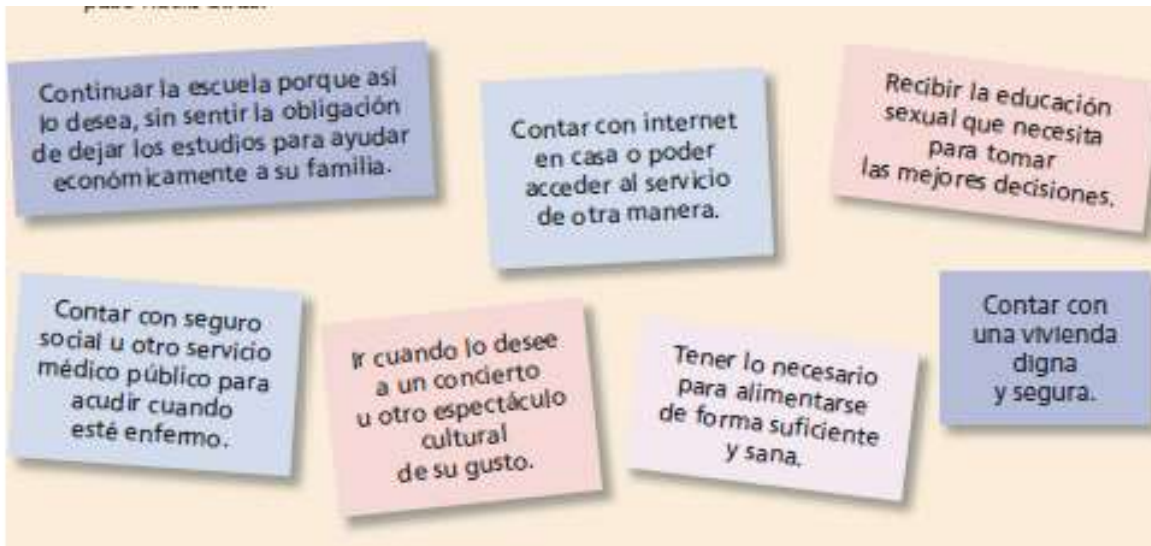 Continuar la escuela porque así
lo desea, sin sentir la obligación
de dejar los estudios para ayudar
económicamente a su familia.
Contar con internet
en casa o poder
acceder al servicio
de otra manera.
Recibir la educación
sexual que necesita
para tomar
las mejores decisiones.
Contar con seguro
social u otro servicio
médico público para
acudir cuando
esté enfermo.
Ir cuando lo desee
a un concierto
u otro espectáculo
cultural
de su gusto.
Tener lo necesario
para alimentarse
de forma suficiente
y sana.
Contar con
una vivienda
digna
y segura.